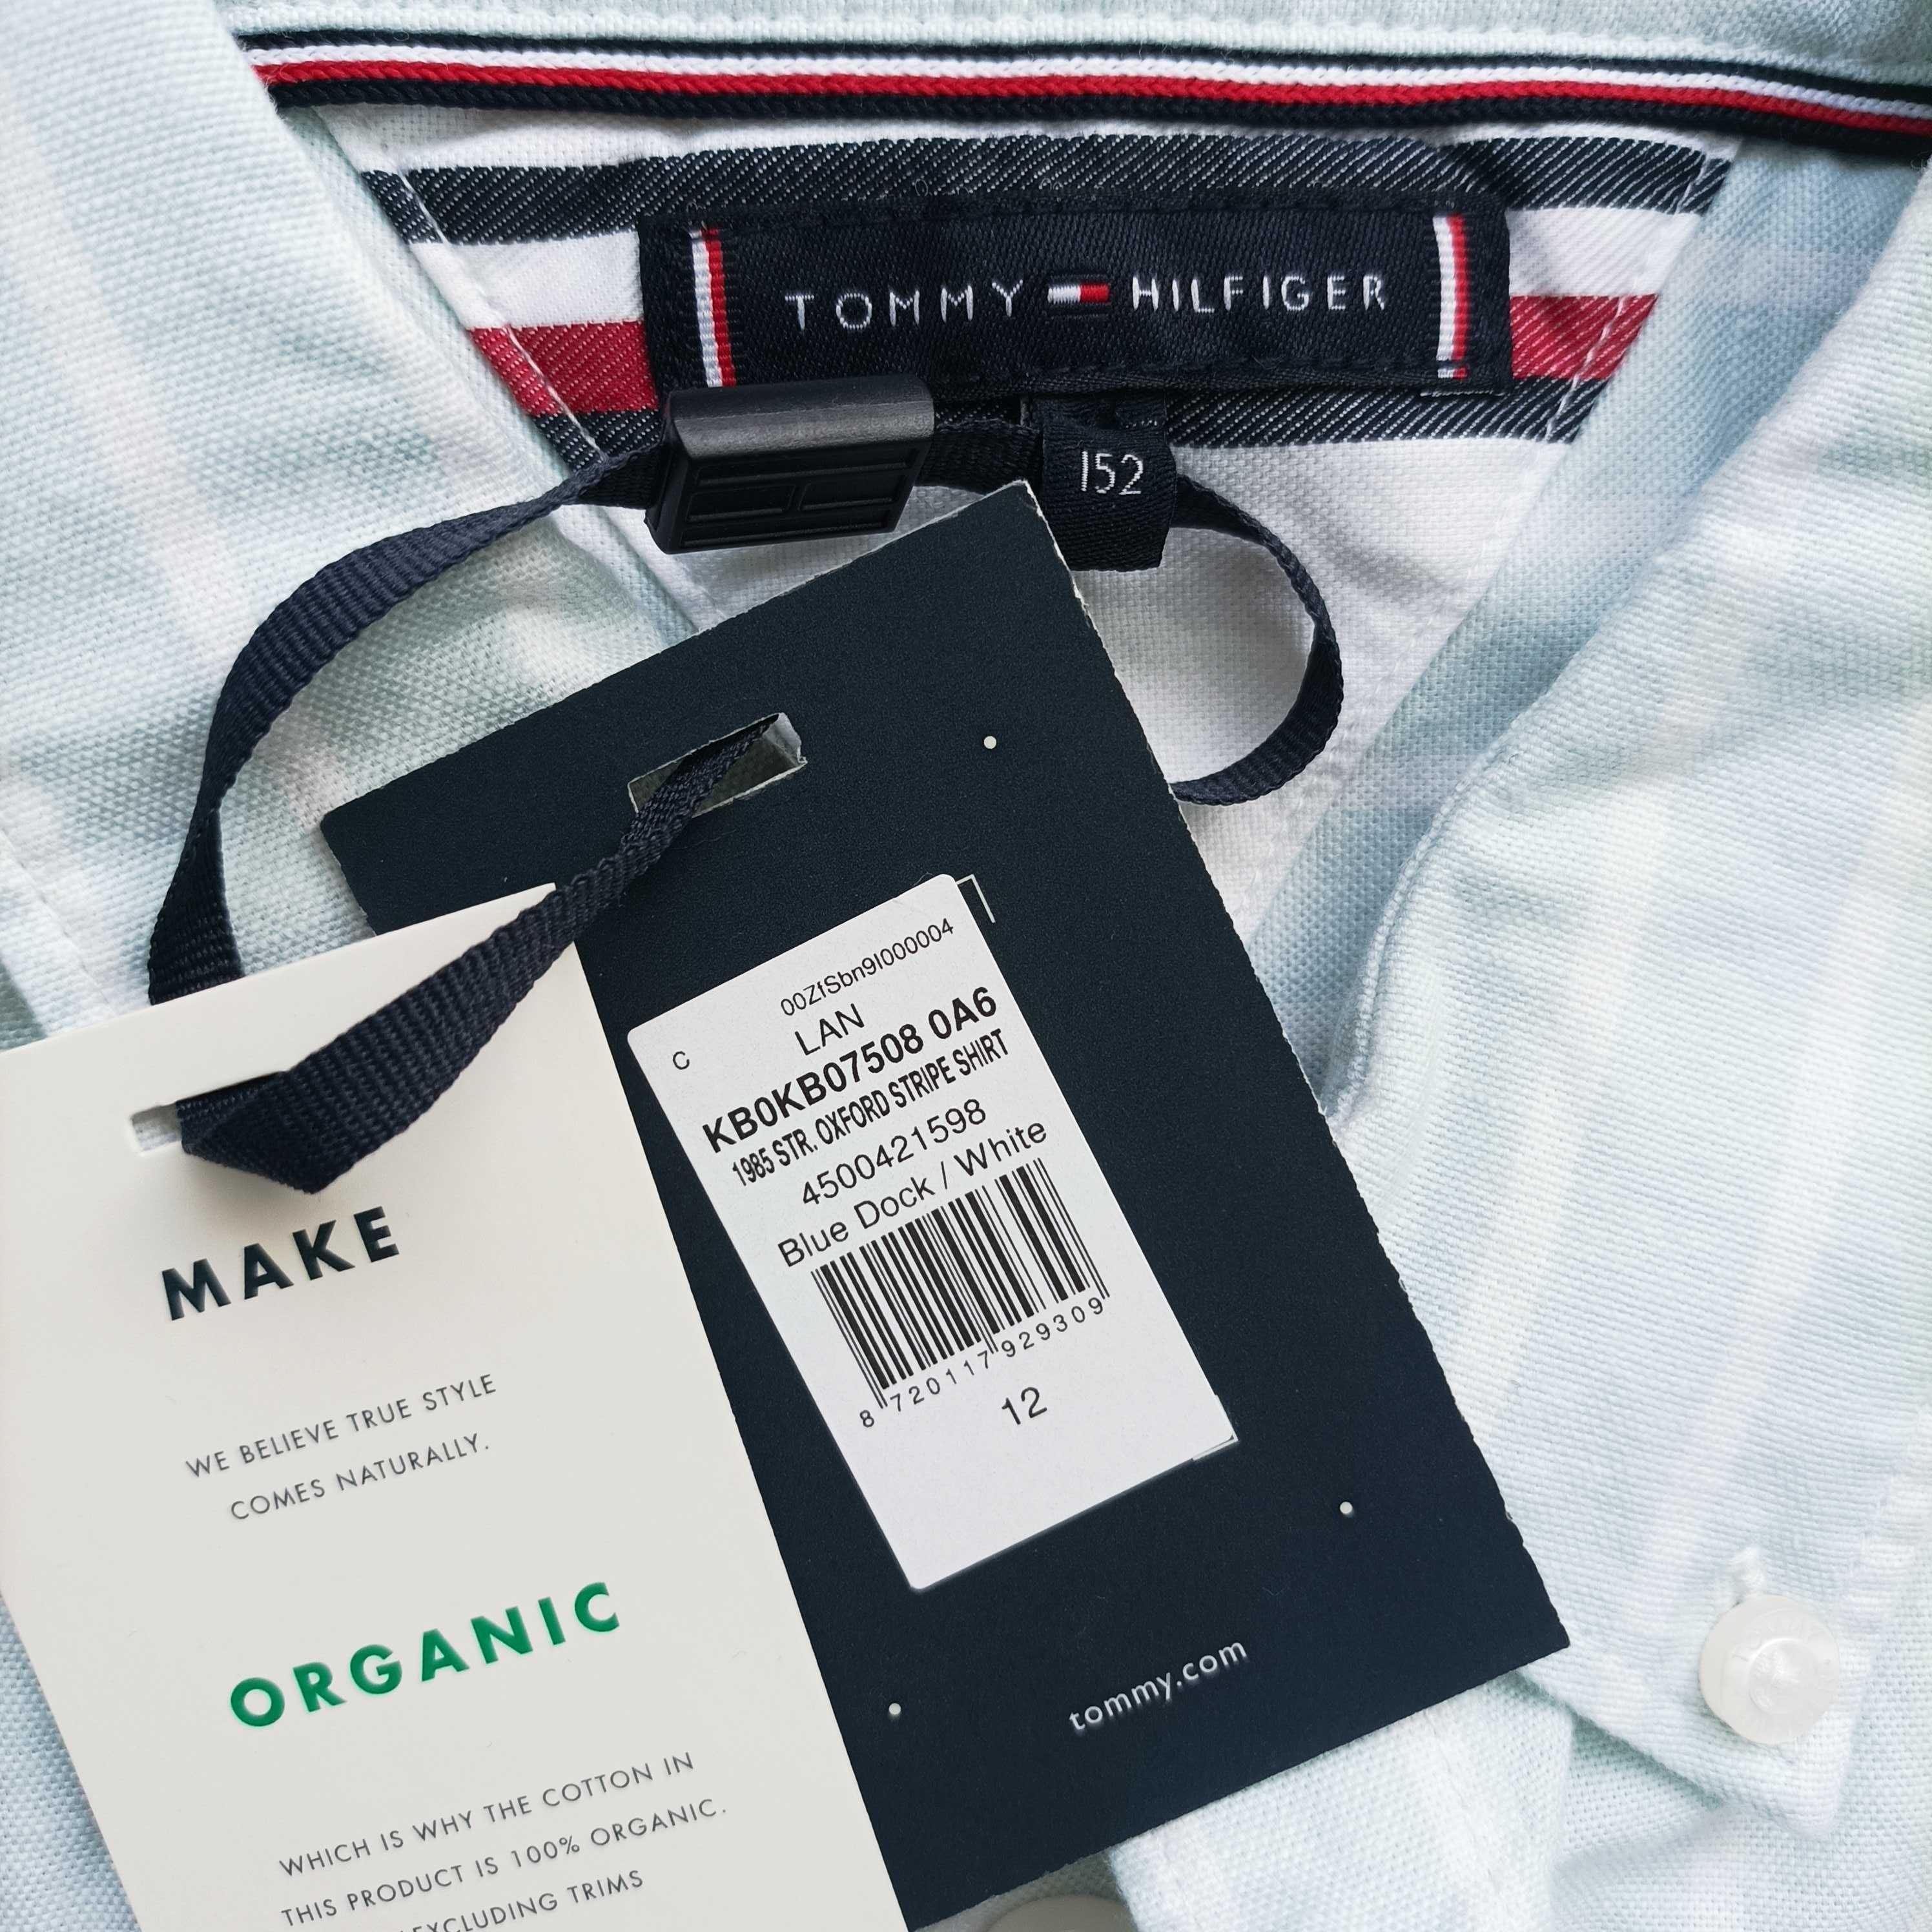 TOMMY HILFIGER
152
C
00ZfSbn9I000004
LAN
KB0KB07508 0A6
1985 STR. OXFORD STRIPE SHIRT
4500421598
Blue Dock / White
8 720117 929309
12
tommy.com
MAKE
WE BELIEVE TRUE STYLE
COMES NATURALLY.
ORGANIC
WHICH IS WHY THE COTTON IN
THIS PRODUCT IS 100% ORGANIC.
EXCLUDING TRIMS